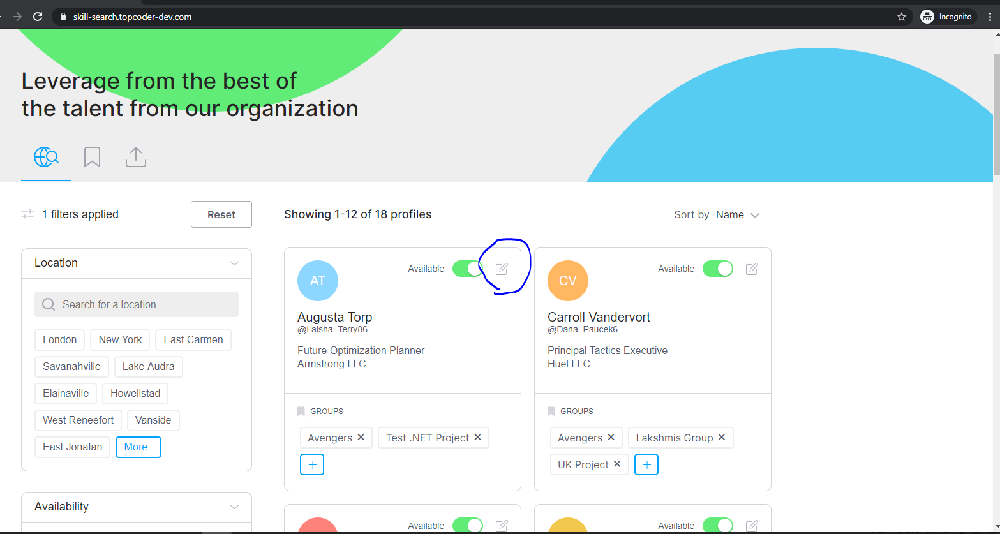 skill-search.topcoder-dev.com
Incognito
Leverage from the best of
the talent from our organization
1 filters applied
Reset
Showing 1-12 of 18 profiles
Sort by Name
Location
Search for a location
London New York East Carmen
Savanahville Lake Audra
Elainaville Howellstad
West Reneefort Vanside
East Jonatan More..
Availability
AT
Available
Augusta Torp
@Laisha_Terry86
Future Optimization Planner
Armstrong LLC
GROUPS
Avengers ✕ Test .NET Project ✕
+
CV
Available
Carroll Vandervort
@Dana_Paucek6
Principal Tactics Executive
Huel LLC
GROUPS
Avengers ✕ Lakshmis Group ✕
UK Project ✕ +
Available
Available